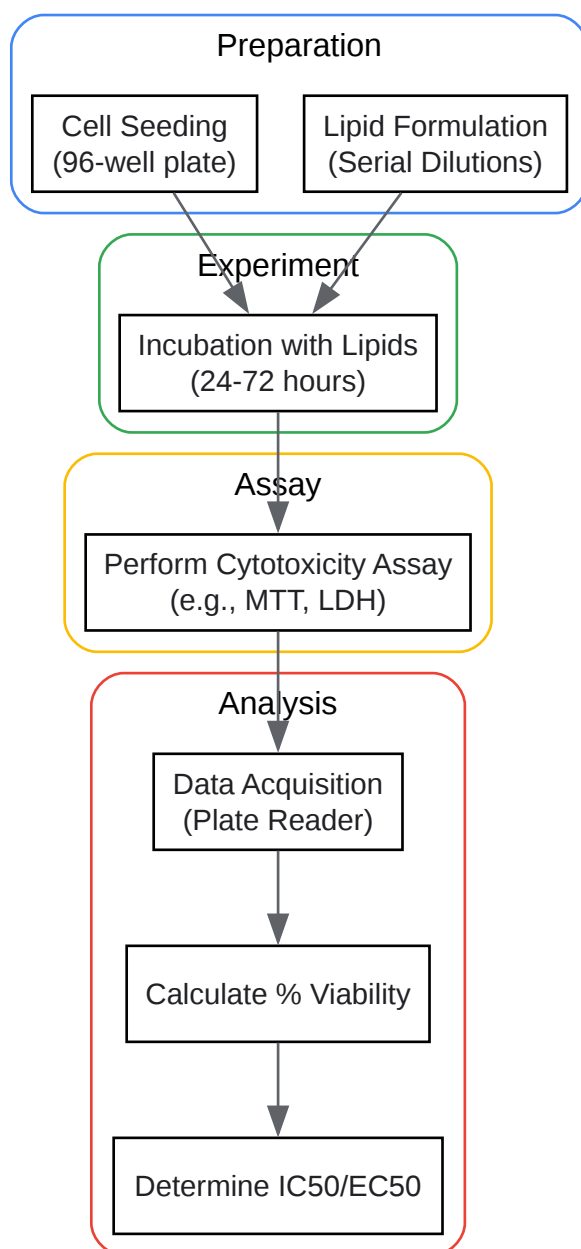 Preparation
Cell Seeding
(96-well plate)
Lipid Formulation
(Serial Dilutions)
Experiment
Incubation with Lipids
(24-72 hours)
Assay
Perform Cytotoxicity Assay
(e.g., MTT, LDH)
Analysis
Data Acquisition
(Plate Reader)
Calculate % Viability
Determine IC50/EC50